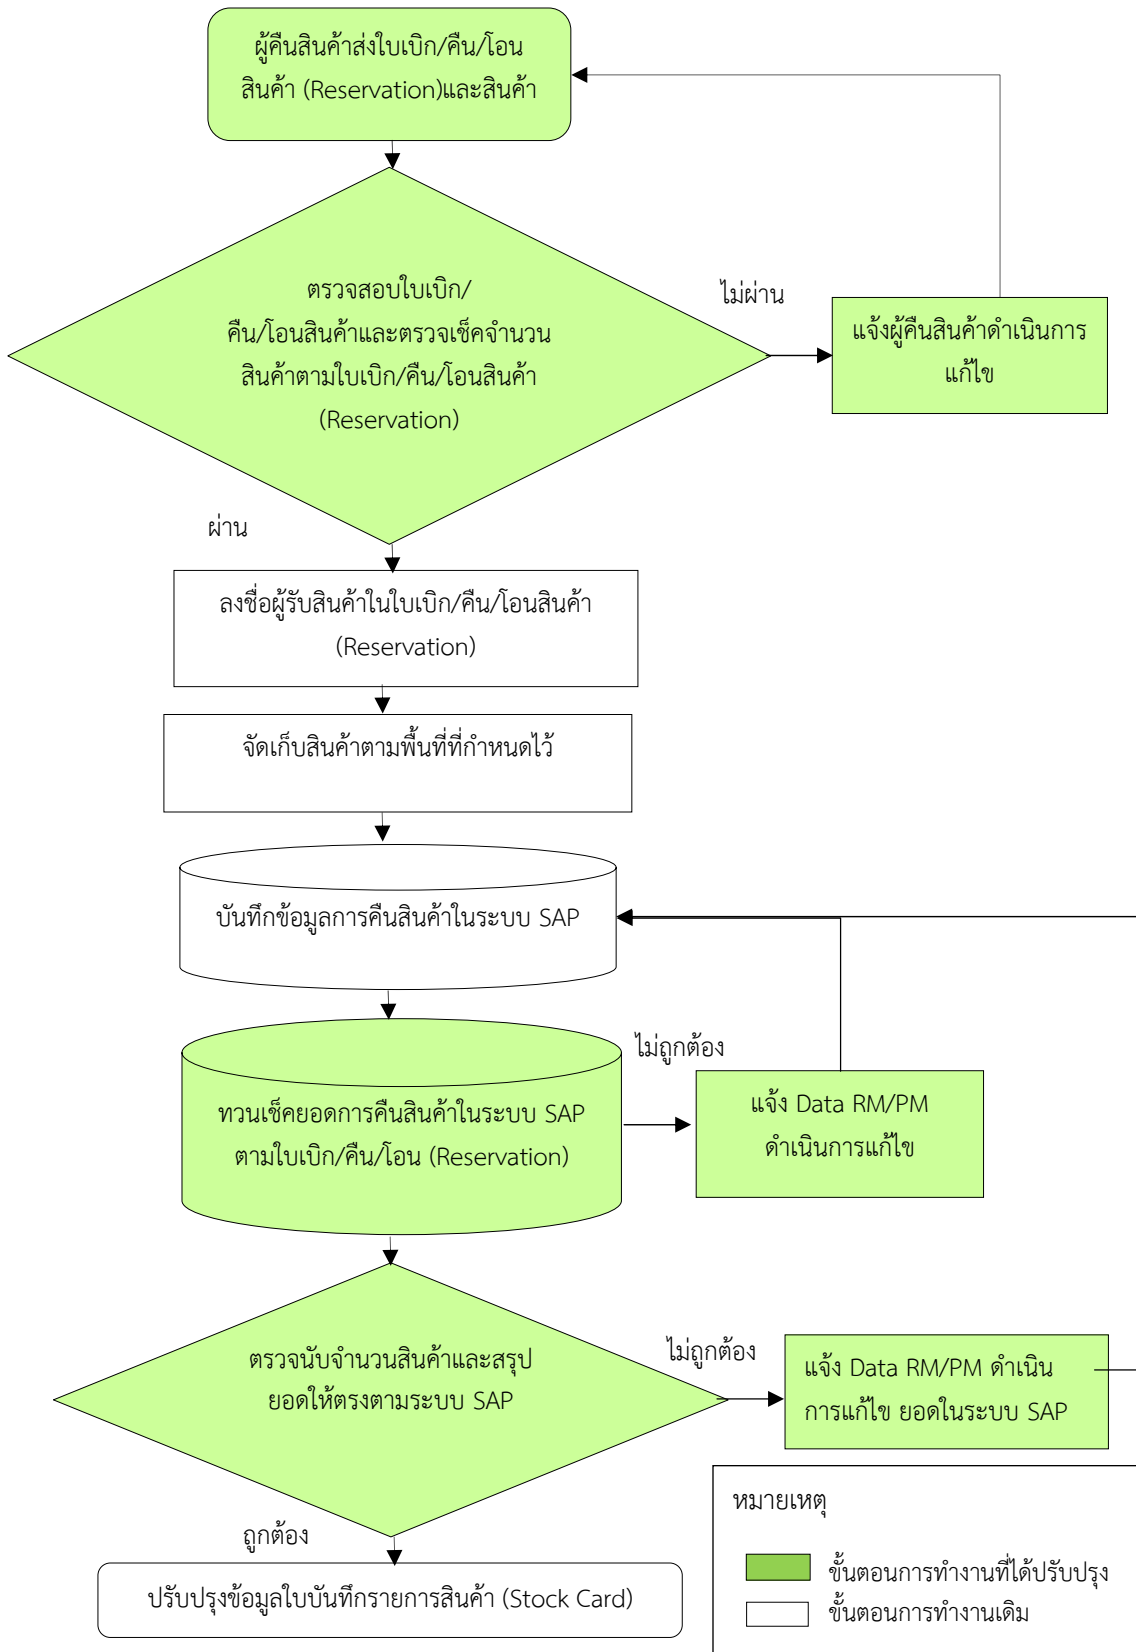 ผู้คืนสินค้าส่งใบเบิก/คืน/โอน
สินค้า (Reservation)และสินค้า
ตรวจสอบใบเบิก/
คืน/โอนสินค้าและตรวจเช็คจำนวน
สินค้าตามใบเบิก/คืน/โอนสินค้า
(Reservation)
ไม่ผ่าน
แจ้งผู้คืนสินค้าดำเนินการ
แก้ไข
ผ่าน
ลงชื่อผู้รับสินค้าในใบเบิก/คืน/โอนสินค้า
(Reservation)
จัดเก็บสินค้าตามพื้นที่ที่กำหนดไว้
บันทึกข้อมูลการคืนสินค้าในระบบ SAP
ทวนเช็คยอดการคืนสินค้าในระบบ SAP
ตามใบเบิก/คืน/โอน (Reservation)
ไม่ถูกต้อง
แจ้ง Data RM/PM
ดำเนินการแก้ไข
ตรวจนับจำนวนสินค้าและสรุป
ยอดให้ตรงตามระบบ SAP
ไม่ถูกต้อง
แจ้ง Data RM/PM ดำเนิน
การแก้ไข ยอดในระบบ SAP
ถูกต้อง
ปรับปรุงข้อมูลใบบันทึกรายการสินค้า (Stock Card)
หมายเหตุ
ขั้นตอนการทำงานที่ได้ปรับปรุง
ขั้นตอนการทำงานเดิม